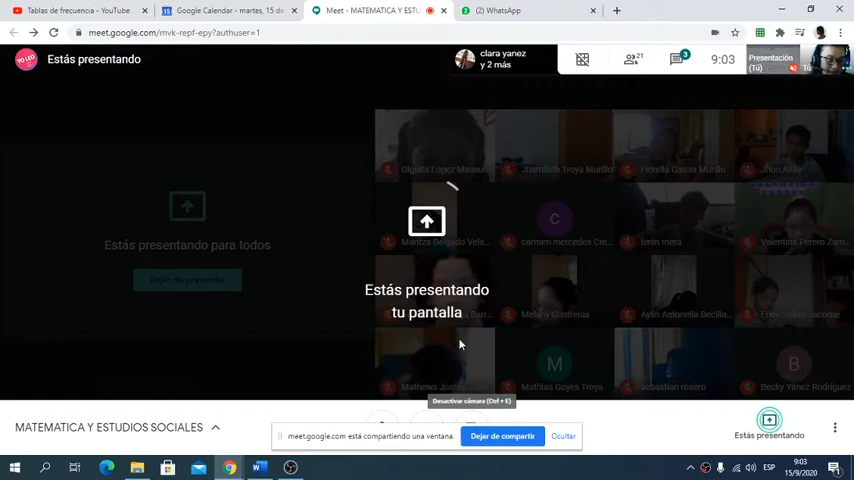 Tablas de frecuencia - YouTube
Google Calendar - martes, 15 de
Meet - MATEMATICA Y ESTU
(2) WhatsApp
meet.google.com/mvk-repf-epy?authuser=1
YO LEO
Estás presentando
clara yanez
y 2 más
21
3
9:03
Presentación
(Tú)
Tú
Olguita Lopez
Jhamileth Troya Murillo
Fiorella Garcia Murillo
Jhon Avila
Estás presentando para todos
Dejar de presentar
Maritza Delgado Vela...
C
carmen mercedes Cre...
lenin mera
Valentina Perero Zam...
Estás presentando
tu pantalla
Melany Contreras
Aylin Antonella Becilla...
Erick Stefan Jacome
Mathews
M
Mathias Goyes Troya
sebastian rosero
B
Becky Yánez Rodríguez
Desactivar cámara (Ctrl + E)
MATEMATICA Y ESTUDIOS SOCIALES
meet.google.com está compartiendo una ventana.
Dejar de compartir
Ocultar
Estás presentando
ESP
9:03
15/9/2020